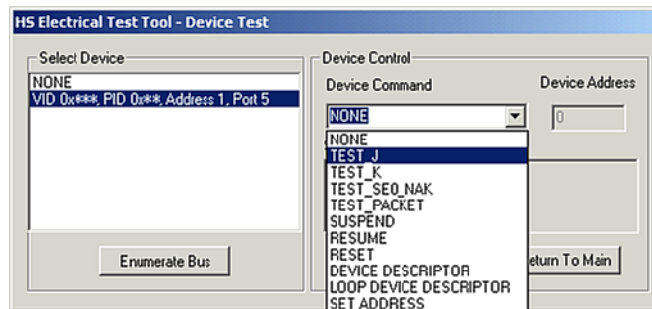 HS Electrical Test Tool - Device Test
Select Device
NONE
VID 0x***, PID 0x**, Address 1, Port 5
Enumerate Bus
Device Control
Device Command
Device Address
NONE
0
NONE
TEST_J
TEST_K
TEST_SE0_NAK
TEST_PACKET
SUSPEND
RESUME
RESET
DEVICE DESCRIPTOR
LOOP DEVICE DESCRIPTOR
SET ADDRESS
eturn To Main